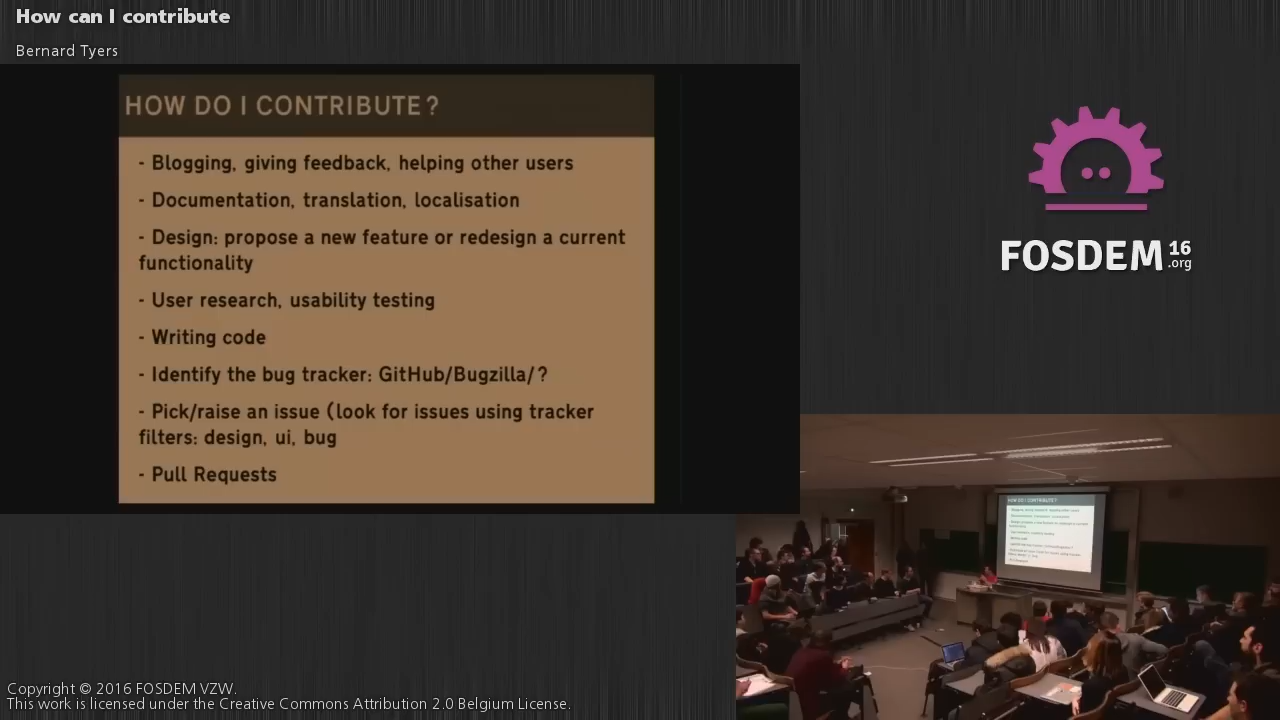 How can I contribute
Bernard Tyers
HOW DO I CONTRIBUTE?
- Blogging, giving feedback, helping other users
- Documentation, translation, localisation
- Design: propose a new feature or redesign a current
functionality
- User research, usability testing
- Writing code
- Identify the bug tracker: GitHub/Bugzilla/?
- Pick/raise an issue (look for issues using tracker
filters: design, ui, bug
- Pull Requests
FOSDEM 16
.org
HOW DO I CONTRIBUTE?
Copyright © 2016 FOSDEM VZW.
This work is licensed under the Creative Commons Attribution 2.0 Belgium License.